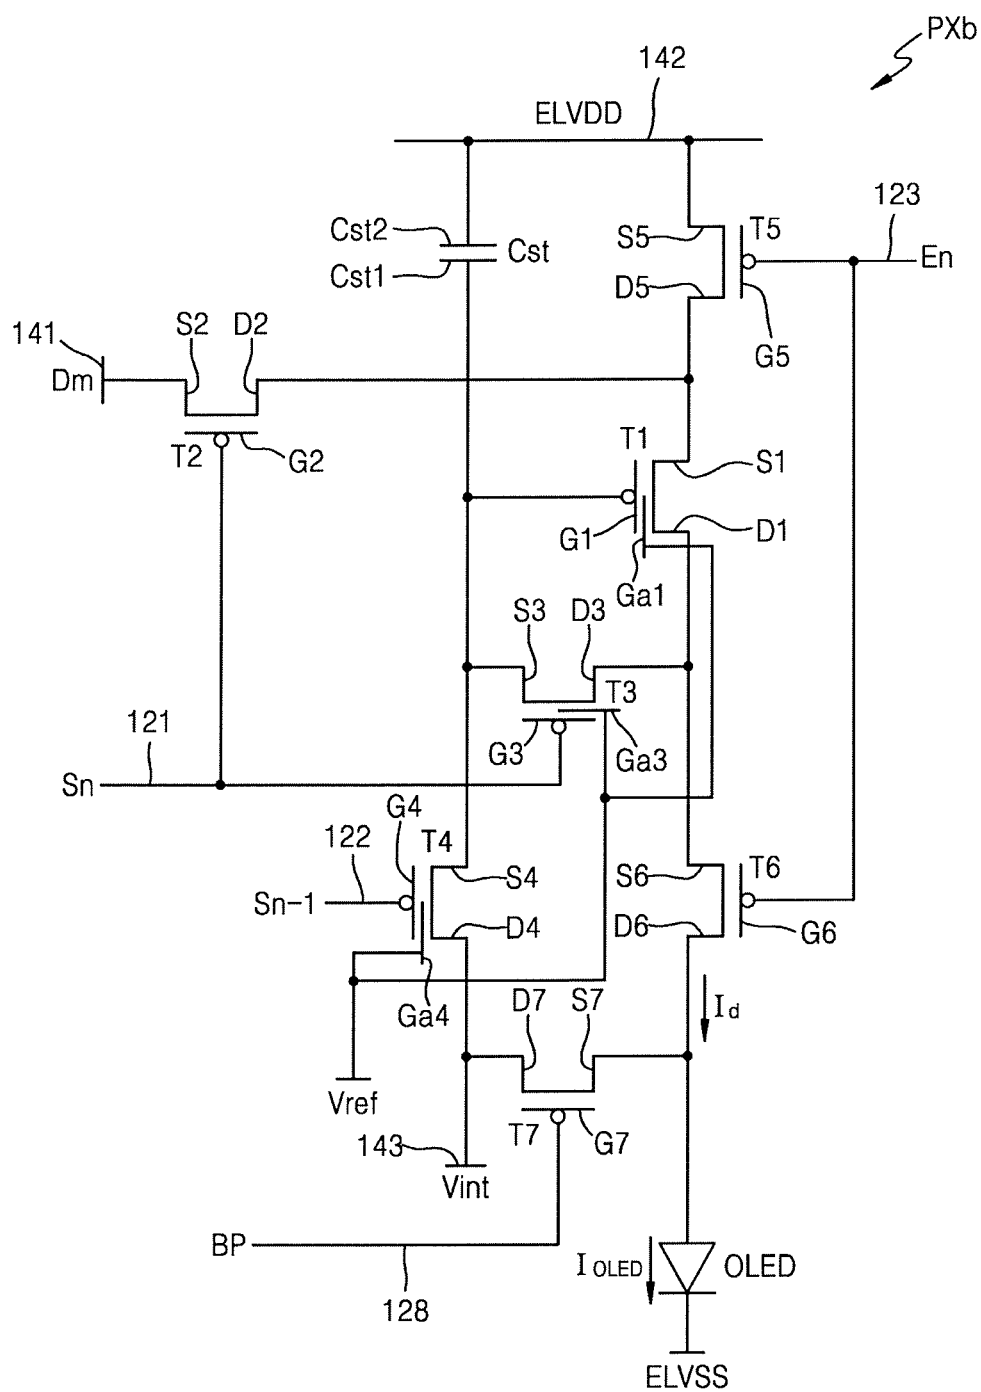 PXb
142
ELVDD
123
Cst2
Cst
Cst1
S5
T5
En
D5
G5
141
S2
D2
Dm
T2
G2
T1
S1
G1
D1
Ga1
S3
D3
T3
121
G3
Ga3
Sn
G4
122
T4
T6
Sn-1
S4
S6
D4
D6
G6
Ga4
D7
S7
Id
Vref
T7
G7
143
Vint
BP
128
IOLED
OLED
ELVSS